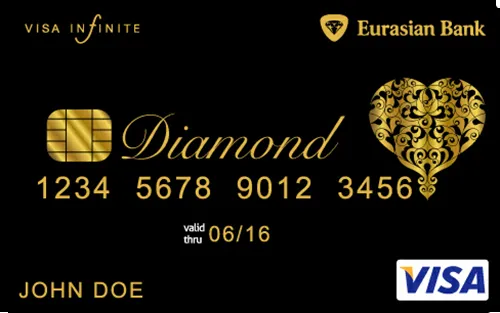 VISA INFINITE
Eurasian Bank
Diamond
1234 5678 9012 3456
valid
thru 06/16
JOHN DOE
VISA